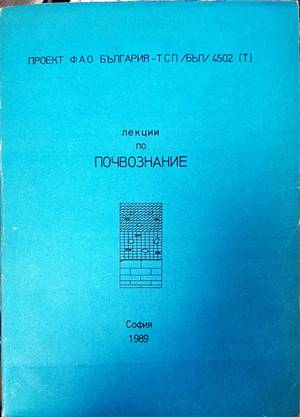 ПРОЕКТ ФАО БЪЛГАРИЯ-ТСП/БЪЛ/4502 (Т)
лекции
по
ПОЧВОЗНАНИЕ
София
1989